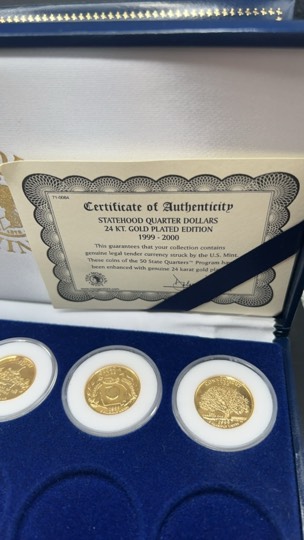 71-0086
Certificate of Authenticity
STATEHOOD QUARTER DOLLARS
24 KT. GOLD PLATED EDITION
1999 - 2000
This guarantees that your collection contains
genuine legal tender currency struck by the U.S. Mint.
These coins of the 50 State Quarters™ Program have
been enhanced with genuine 24 karat gold